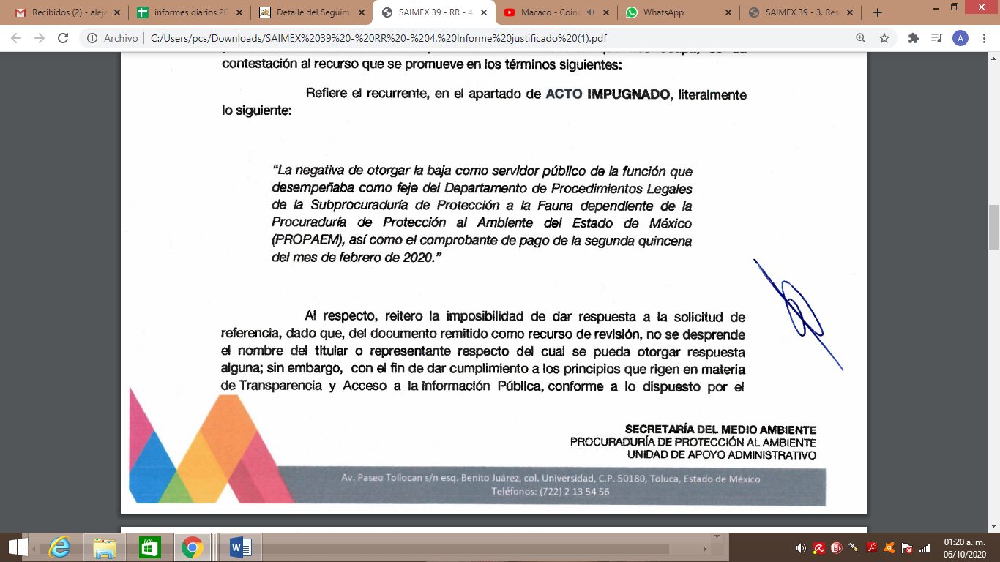 Recibidos (2) - aleja
informes diarios 20
Detalle del Seguimi
SAIMEX 39 - RR - 4.
Macaco - Coinc
WhatsApp
SAIMEX 39 - 3. Res
Archivo
C:/Users/pcs/Downloads/SAIMEX%2039%20-%20RR%20-%204.%20Informe%20justificado%20(1).pdf
A
contestación al recurso que se promueve en los términos siguientes:
Refiere el recurrente, en el apartado de ACTO IMPUGNADO, literalmente
lo siguiente:
“La negativa de otorgar la baja como servidor público de la función que
desempeñaba como feje del Departamento de Procedimientos Legales
de la Subprocuraduría de Protección a la Fauna dependiente de la
Procuraduría de Protección al Ambiente del Estado de México
(PROPAEM), así como el comprobante de pago de la segunda quincena
del mes de febrero de 2020.”
Al respecto, reitero la imposibilidad de dar respuesta a la solicitud de
referencia, dado que, del documento remitido como recurso de revisión, no se desprende
el nombre del titular o representante respecto del cual se pueda otorgar respuesta
alguna; sin embargo, con el fin de dar cumplimiento a los principios que rigen en materia
de Transparencia y Acceso a la Información Pública, conforme a lo dispuesto por el
SECRETARÍA DEL MEDIO AMBIENTE
PROCURADURÍA DE PROTECCIÓN AL AMBIENTE
UNIDAD DE APOYO ADMINISTRATIVO
Av. Paseo Tollocan s/n esq. Benito Juárez, col. Universidad, C.P. 50180, Toluca, Estado de México
Teléfonos: (722) 2 13 54 56
01:20 a. m.
06/10/2020